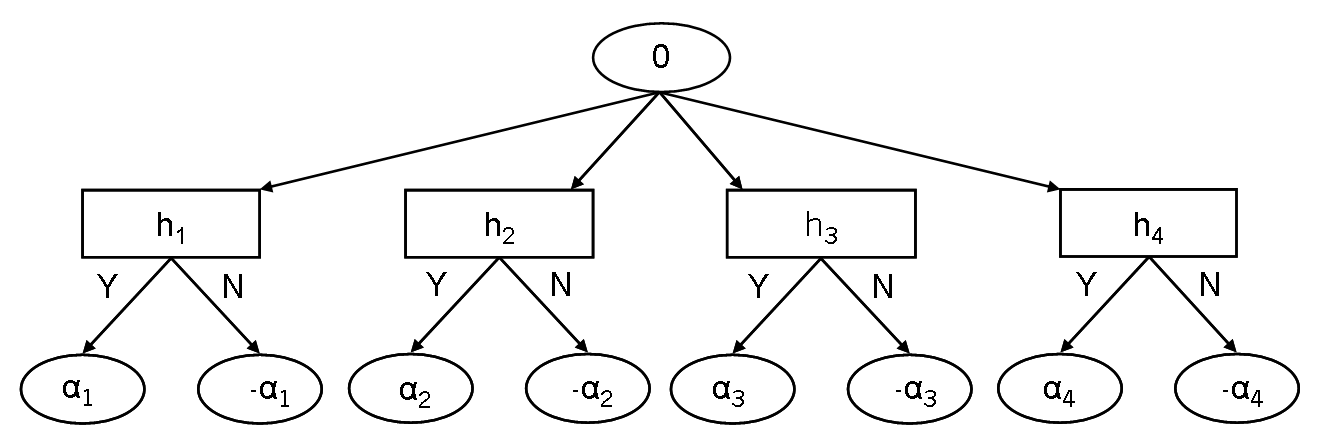 0
h₁ h₂ h₃ h₄
Y N Y N Y N Y N
α₁ -α₁ α₂ -α₂ α₃ -α₃ α₄ -α₄